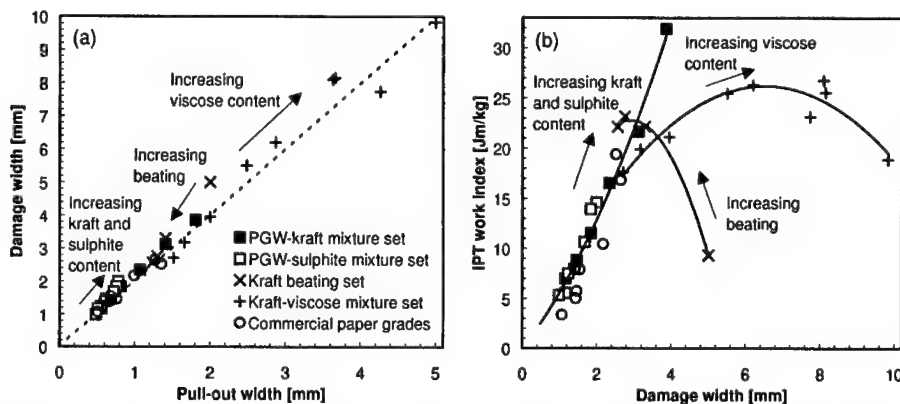 (a)
Damage width [mm]
10
9
8
7
6
5
4
3
2
1
0
Increasing
viscose content
Increasing
beating
Increasing
kraft and
sulphite
content
PGW-kraft mixture set
PGW-sulphite mixture set
Kraft beating set
Kraft-viscose mixture set
Commercial paper grades
0 1 2 3 4 5
Pull-out width [mm]
(b)
IPT work index [Jm/kg]
30
25
20
15
10
5
0
Increasing viscose
content
Increasing kraft
and sulphite
content
Increasing
beating
0 2 4 6 8 10
Damage width [mm]